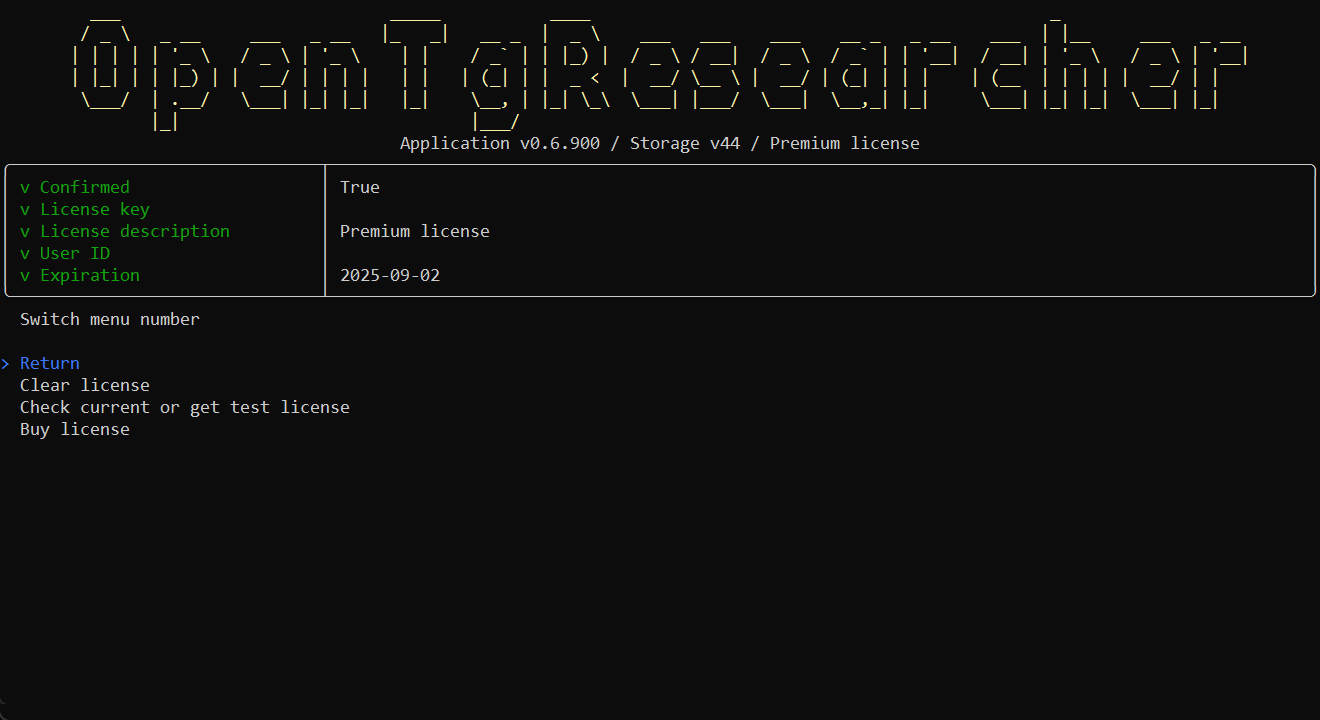 OpenTgResearcher
Application v0.6.900 / Storage v44 / Premium license
v Confirmed True
v License key
v License description Premium license
v User ID
v Expiration 2025-09-02
Switch menu number
> Return
Clear license
Check current or get test license
Buy license